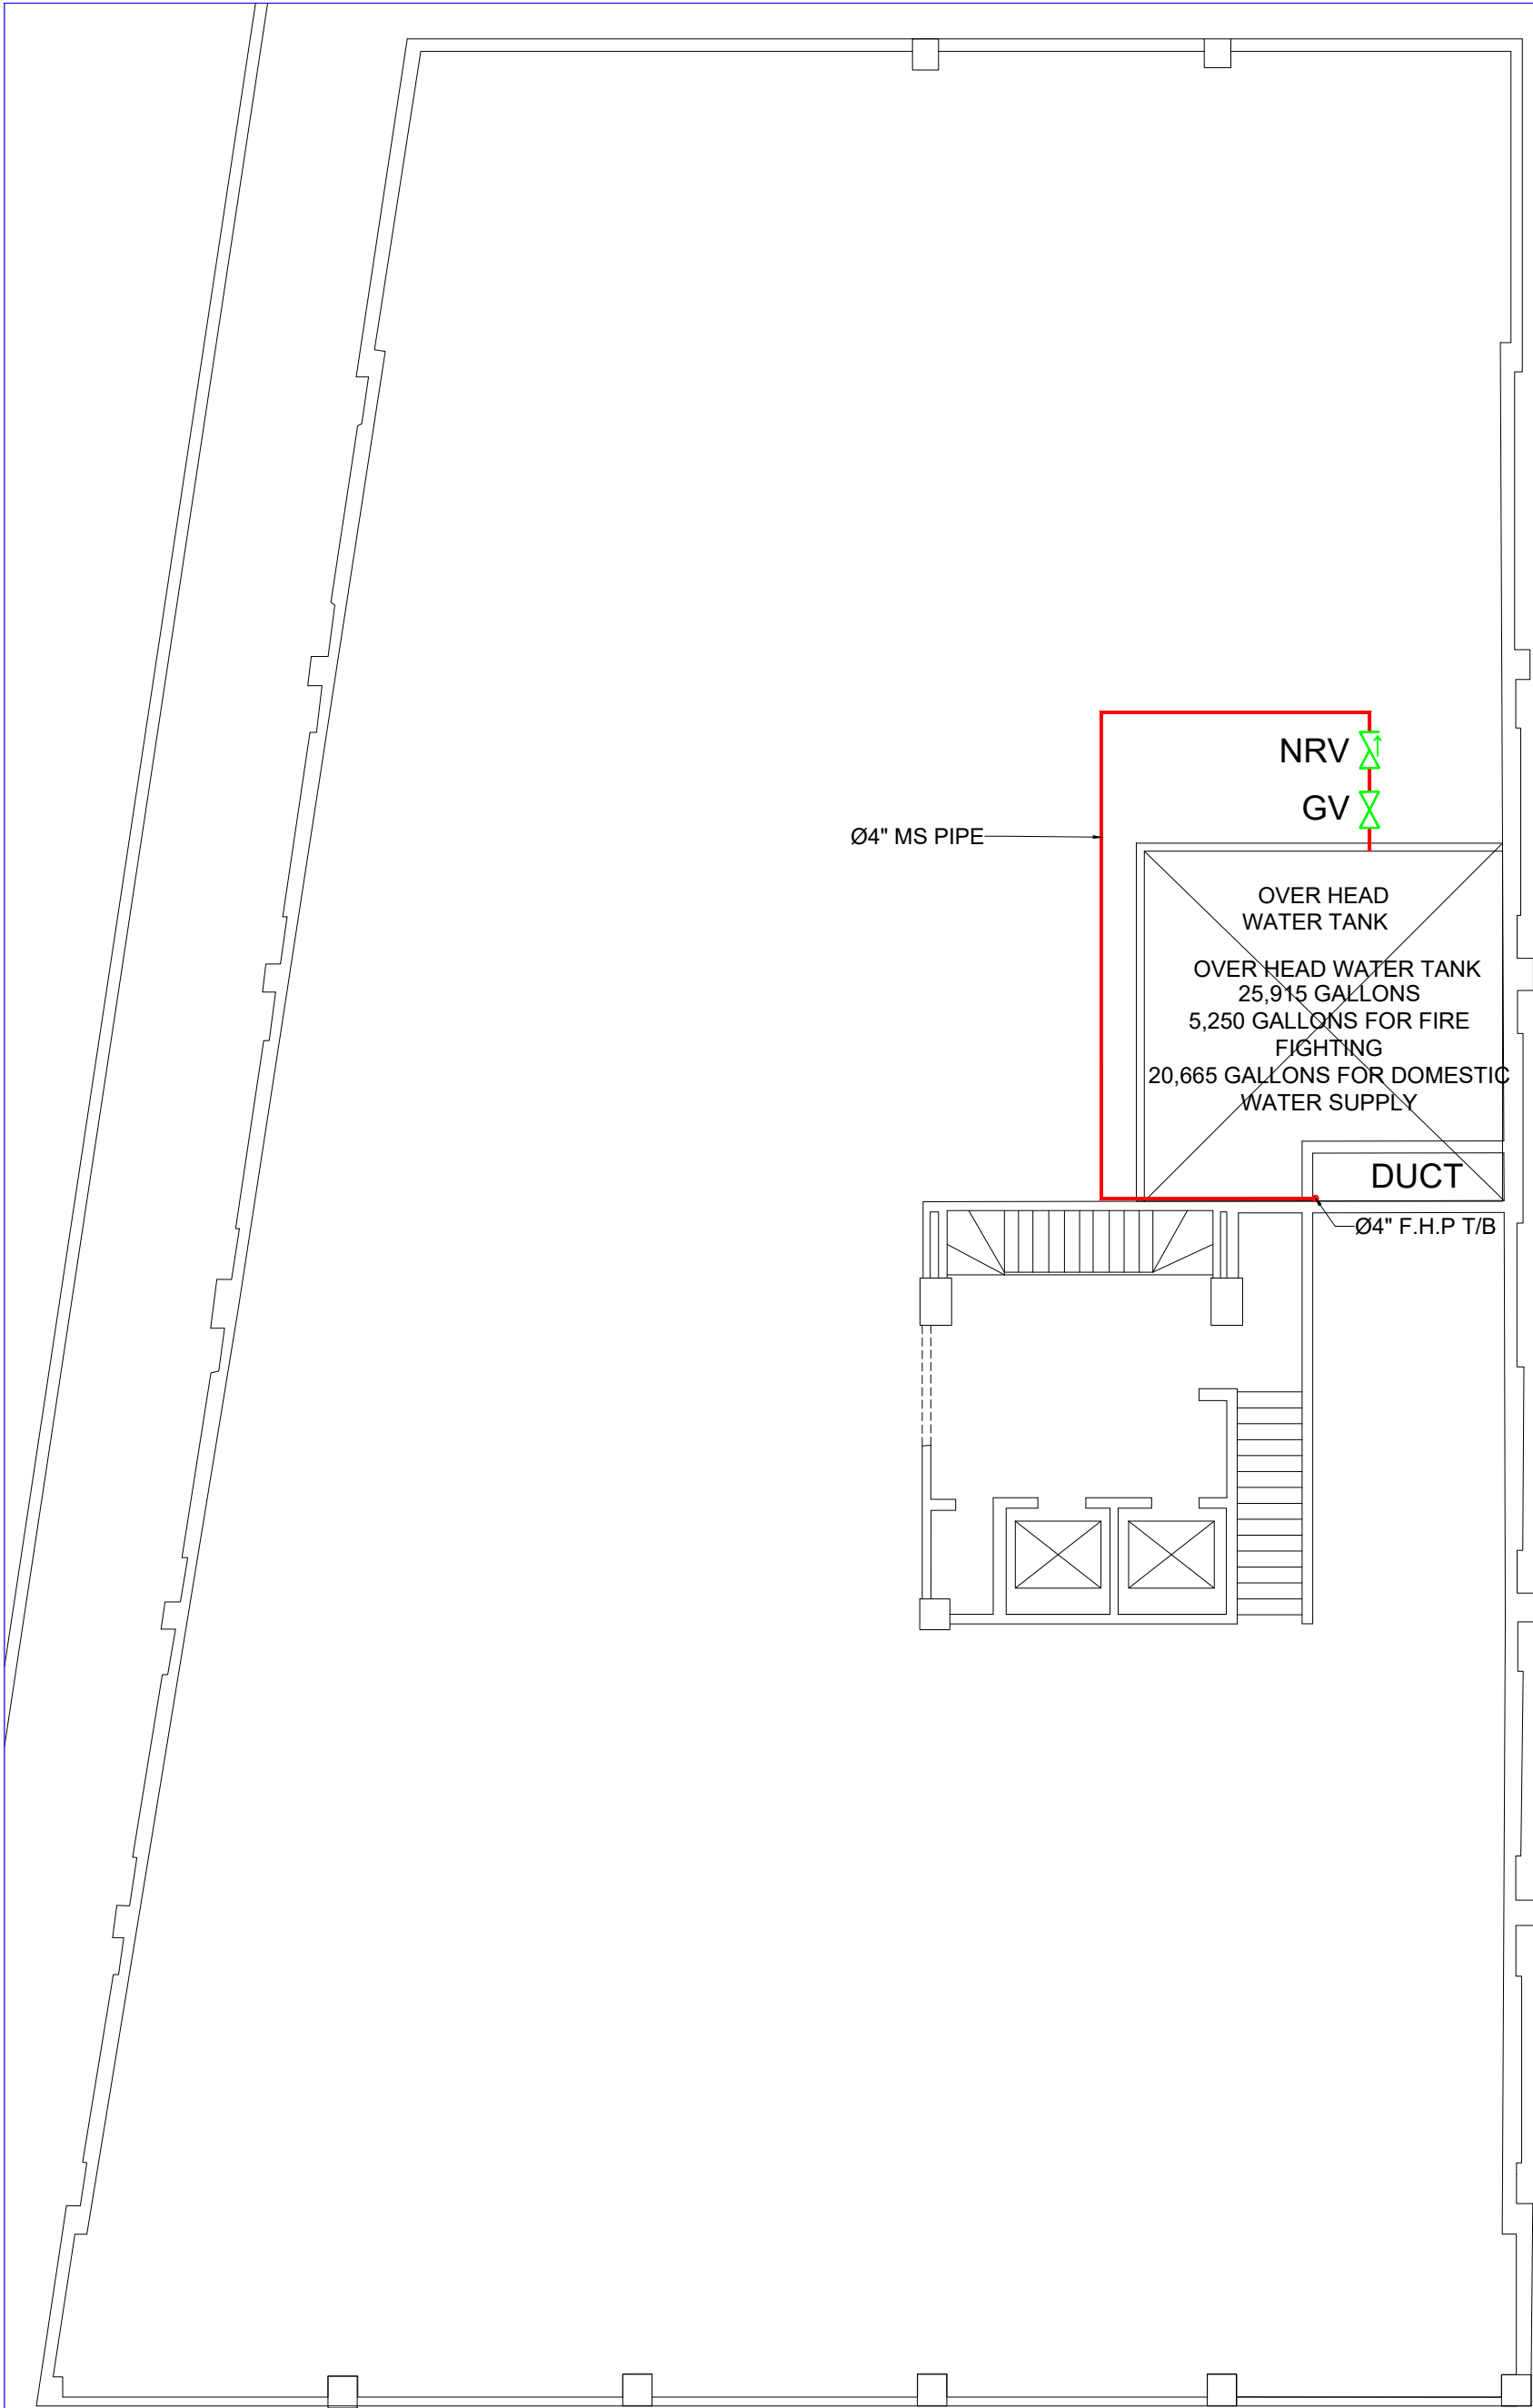 NRV
GV
Ø4" MS PIPE
OVER HEAD
WATER TANK
OVER HEAD WATER TANK
25,915 GALLONS
5,250 GALLONS FOR FIRE
FIGHTING
20,665 GALLONS FOR DOMESTIC
WATER SUPPLY
DUCT
Ø4" F.H.P T/B